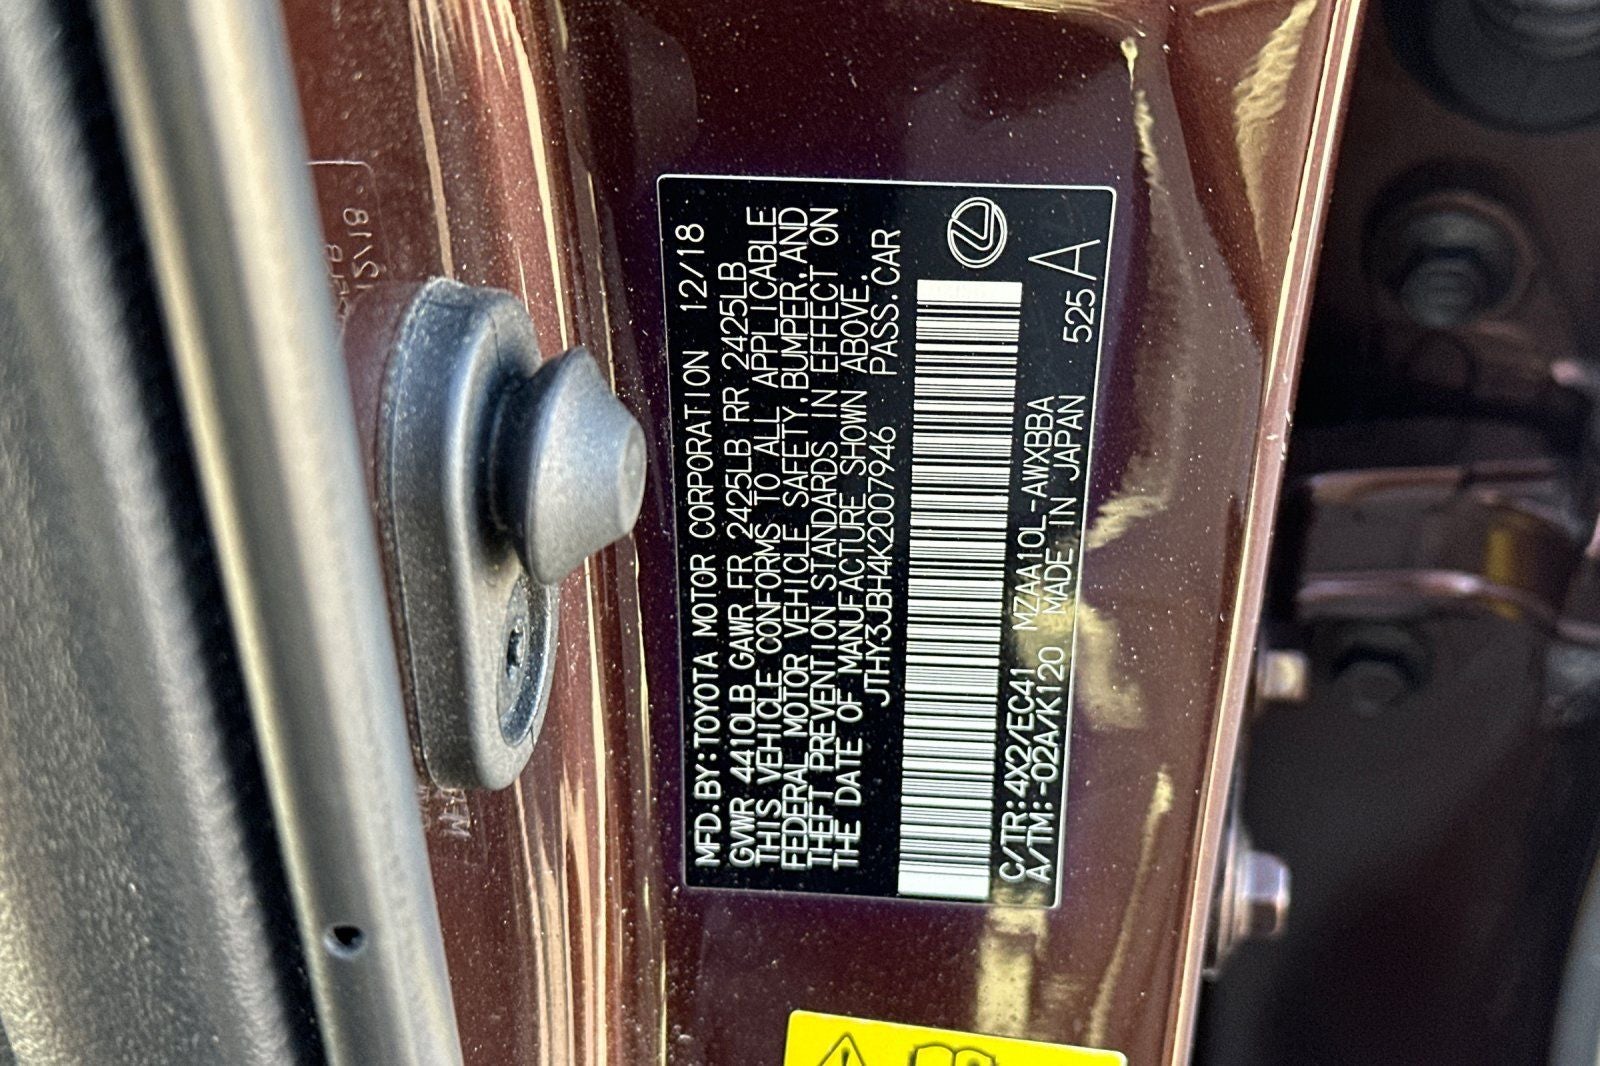 MFD.BY:TOYOTA MOTOR CORPORATION 12/18
GVWR 4410LB GAWR FR 2425LB RR 2425LB
THIS VEHICLE CONFORMS TO ALL APPLICABLE
FEDERAL MOTOR VEHICLE SAFETY,BUMPER,AND
THEFT PREVENTION STANDARDS IN EFFECT ON
THE DATE OF MANUFACTURE SHOWN ABOVE.
JTHY3JBH4K2007946 PASS.CAR
C/TR:4X2/EC41 MZAA10L-AWXBBA
A/TM:-02A/K120 MADE IN JAPAN 525A